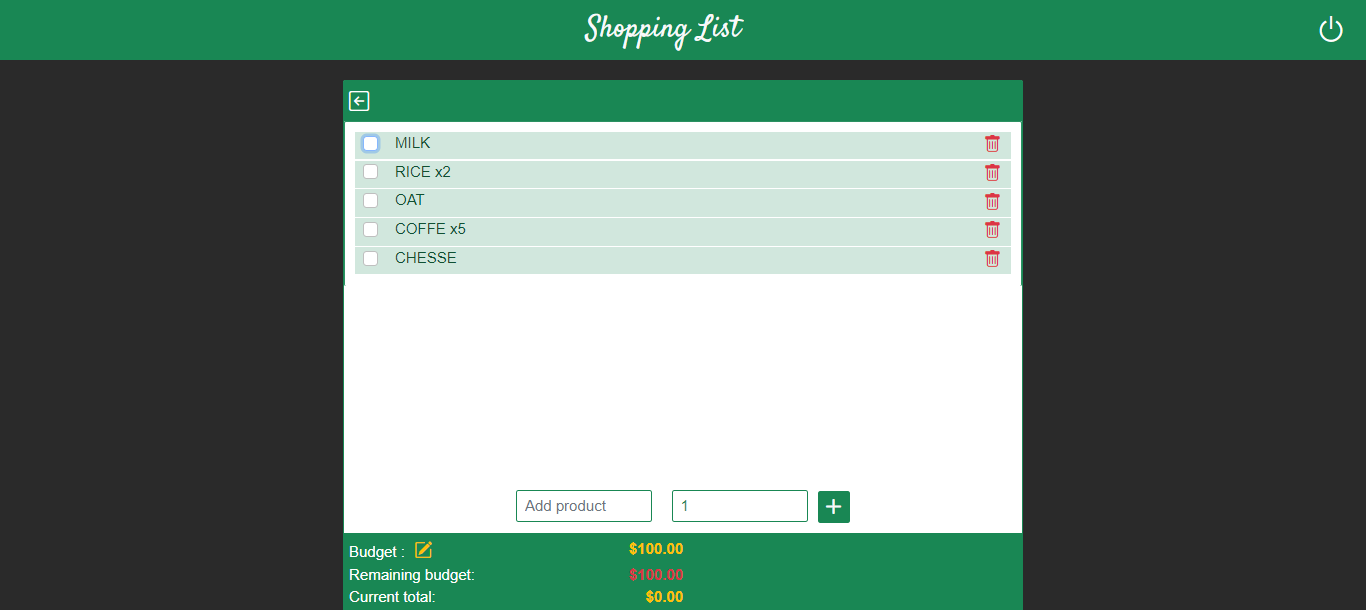 Shopping List
MILK
RICE x2
OAT
COFFE x5
CHESSE
Add product 1
Budget : $100.00
Remaining budget: $100.00
Current total: $0.00